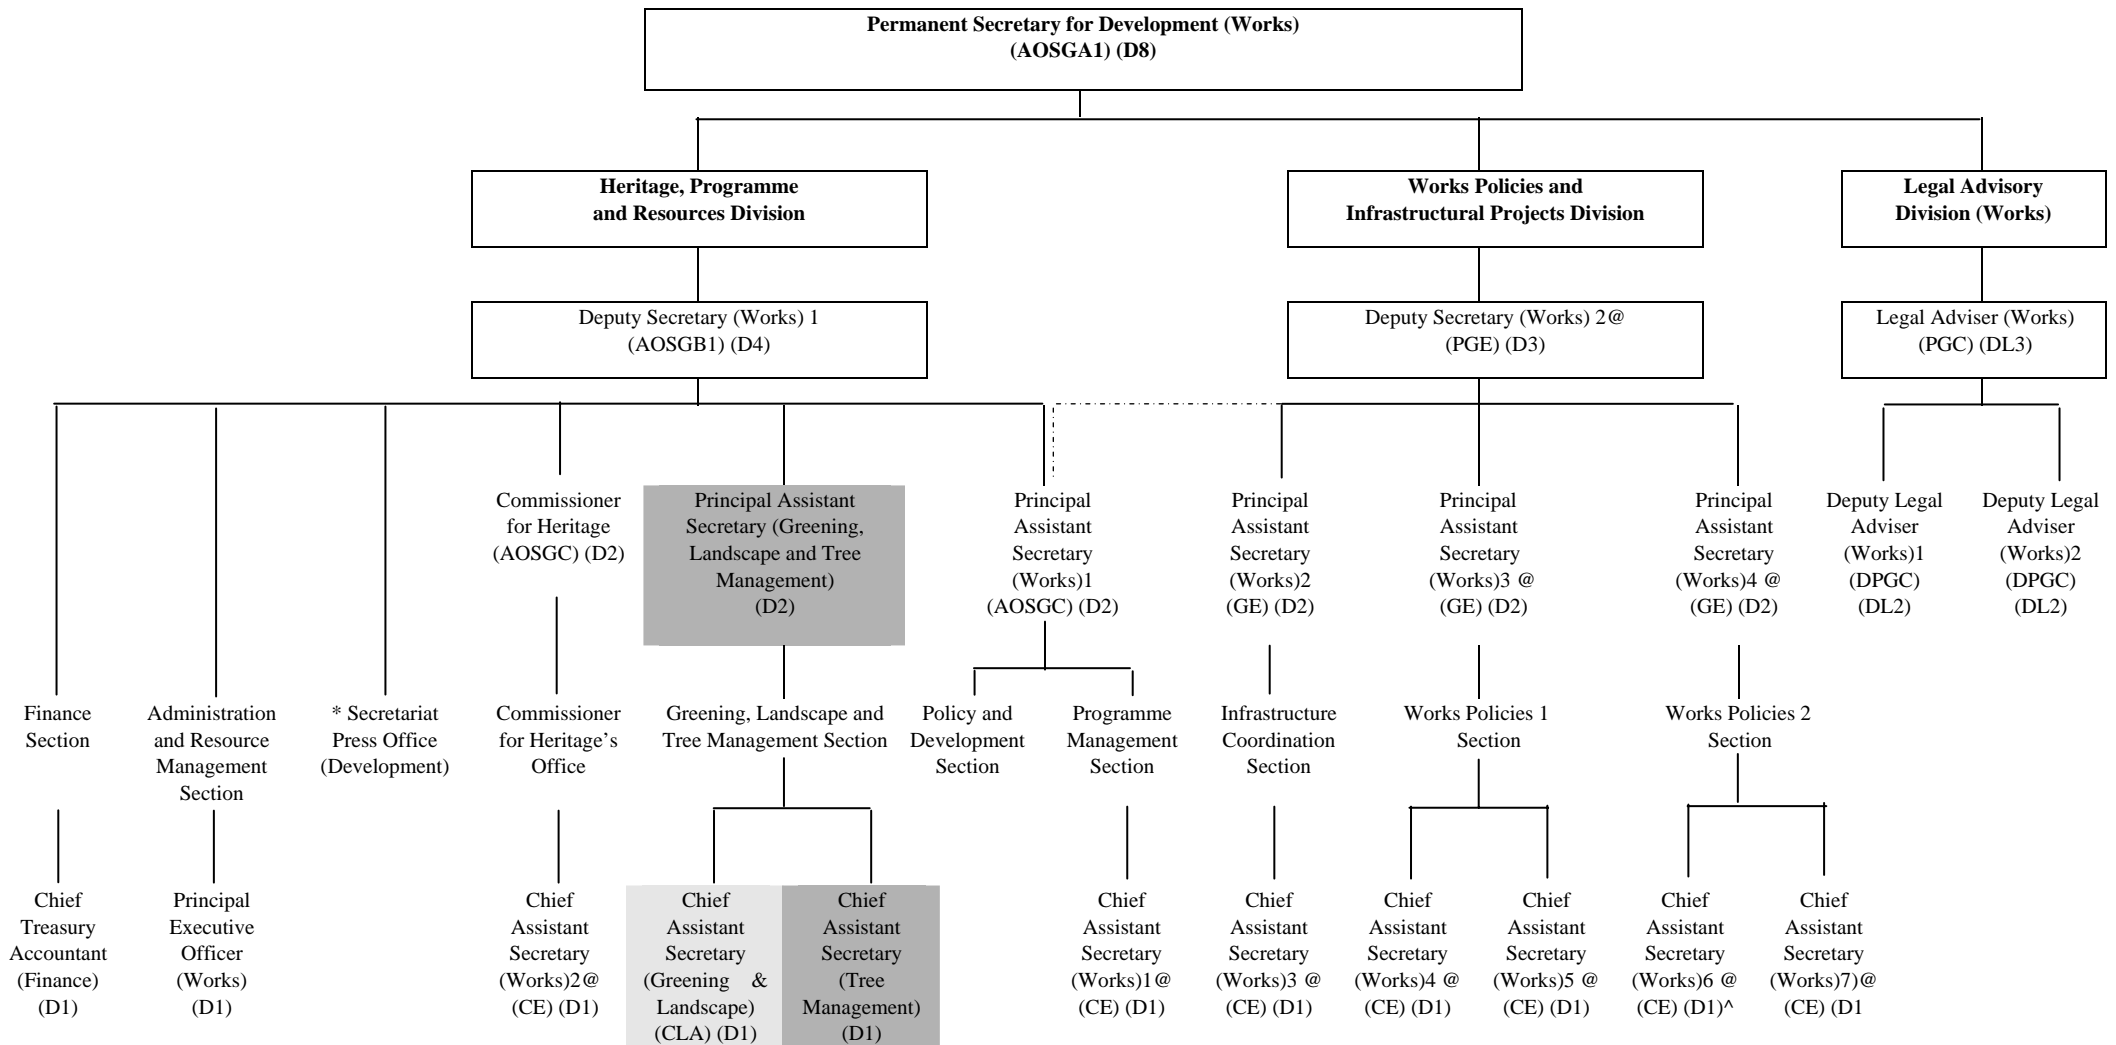 Permanent Secretary for Development (Works)
(AOSGA1) (D8)
Heritage, Programme
and Resources Division
Works Policies and
Infrastructural Projects Division
Legal Advisory
Division (Works)
Deputy Secretary (Works) 1
(AOSGB1) (D4)
Deputy Secretary (Works) 2@
(PGE) (D3)
Legal Adviser (Works)
(PGC) (DL3)
Commissioner
for Heritage
(AOSGC) (D2)
Principal Assistant
Secretary (Greening,
Landscape and Tree
Management)
(D2)
Principal
Assistant
Secretary
(Works)1
(AOSGC) (D2)
Principal
Assistant
Secretary
(Works)2
(GE) (D2)
Principal
Assistant
Secretary
(Works)3 @
(GE) (D2)
Principal
Assistant
Secretary
(Works)4 @
(GE) (D2)
Deputy Legal
Adviser
(Works)1
(DPGC)
(DL2)
Deputy Legal
Adviser
(Works)2
(DPGC)
(DL2)
Finance
Section
Administration
and Resource
Management
Section
* Secretariat
Press Office
(Development)
Commissioner
for Heritage's
Office
Greening, Landscape and
Tree Management Section
Policy and
Development
Section
Programme
Management
Section
Infrastructure
Coordination
Section
Works Policies 1
Section
Works Policies 2
Section
Chief
Treasury
Accountant
(Finance)
(D1)
Principal
Executive
Officer
(Works)
(D1)
Chief
Assistant
Secretary
(Works)2@
(CE) (D1)
Chief
Assistant
Secretary
(Greening &
Landscape)
(CLA) (D1)
Chief
Assistant
Secretary
(Tree
Management)
(D1)
Chief
Assistant
Secretary
(Works)1@
(CE) (D1)
Chief
Assistant
Secretary
(Works)3 @
(CE) (D1)
Chief
Assistant
Secretary
(Works)4 @
(CE) (D1)
Chief
Assistant
Secretary
(Works)5 @
(CE) (D1)
Chief
Assistant
Secretary
(Works)6 @
(CE) (D1)^
Chief
Assistant
Secretary
(Works)7)@
(CE) (D1